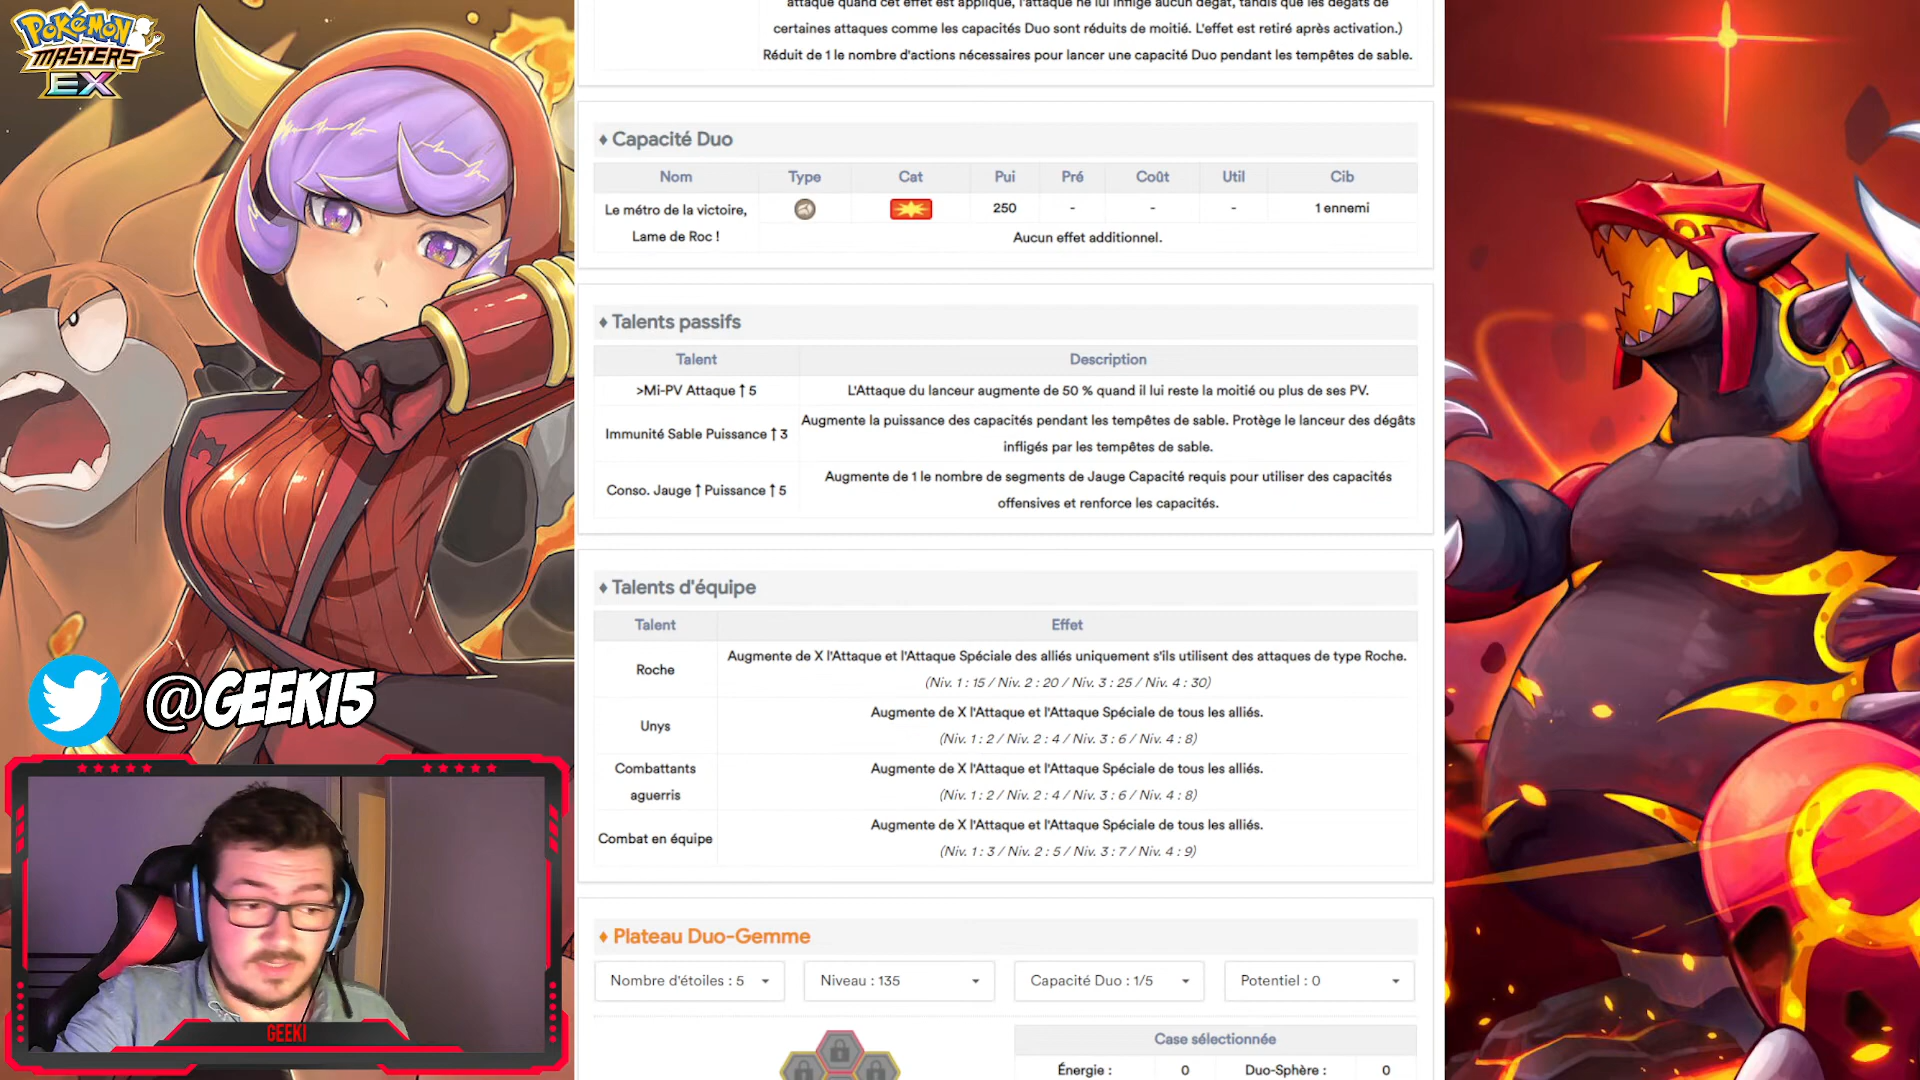 POKÉMON
MASTERS
EX
attaque quand cet effet est appliqué, l'attaque ne lui inflige aucun dégât, tandis que les dégâts de
certaines attaques comme les capacités Duo sont réduits de moitié. L'effet est retiré après activation.)
Réduit de 1 le nombre d'actions nécessaires pour lancer une capacité Duo pendant les tempêtes de sable.
♦ Capacité Duo
Nom Type Cat Pui Pré Coût Util Cib
Le métro de la victoire,
Lame de Roc !
250 - - - 1 ennemi
Aucun effet additionnel.
♦ Talents passifs
Talent Description
>Mi-PV Attaque ↑ 5 L'Attaque du lanceur augmente de 50 % quand il lui reste la moitié ou plus de ses PV.
Immunité Sable Puissance ↑ 3
Augmente la puissance des capacités pendant les tempêtes de sable. Protège le lanceur des dégâts
infligés par les tempêtes de sable.
Conso. Jauge ↑ Puissance ↑ 5
Augmente de 1 le nombre de segments de Jauge Capacité requis pour utiliser des capacités
offensives et renforce les capacités.
♦ Talents d'équipe
Talent Effet
Roche
Augmente de X l'Attaque et l'Attaque Spéciale des alliés uniquement s'ils utilisent des attaques de type Roche.
(Niv. 1 : 15 / Niv. 2 : 20 / Niv. 3 : 25 / Niv. 4 : 30)
Unys
Augmente de X l'Attaque et l'Attaque Spéciale de tous les alliés.
(Niv. 1 : 2 / Niv. 2 : 4 / Niv. 3 : 6 / Niv. 4 : 8)
Combattants
aguerris
Augmente de X l'Attaque et l'Attaque Spéciale de tous les alliés.
(Niv. 1 : 2 / Niv. 2 : 4 / Niv. 3 : 6 / Niv. 4 : 8)
Combat en équipe
Augmente de X l'Attaque et l'Attaque Spéciale de tous les alliés.
(Niv. 1 : 3 / Niv. 2 : 5 / Niv. 3 : 7 / Niv. 4 : 9)
♦ Plateau Duo-Gemme
Nombre d'étoiles : 5 Niveau : 135 Capacité Duo : 1/5 Potentiel : 0
Case sélectionnée
Énergie : 0 Duo-Sphère : 0
@GEEKI5
GEEKI